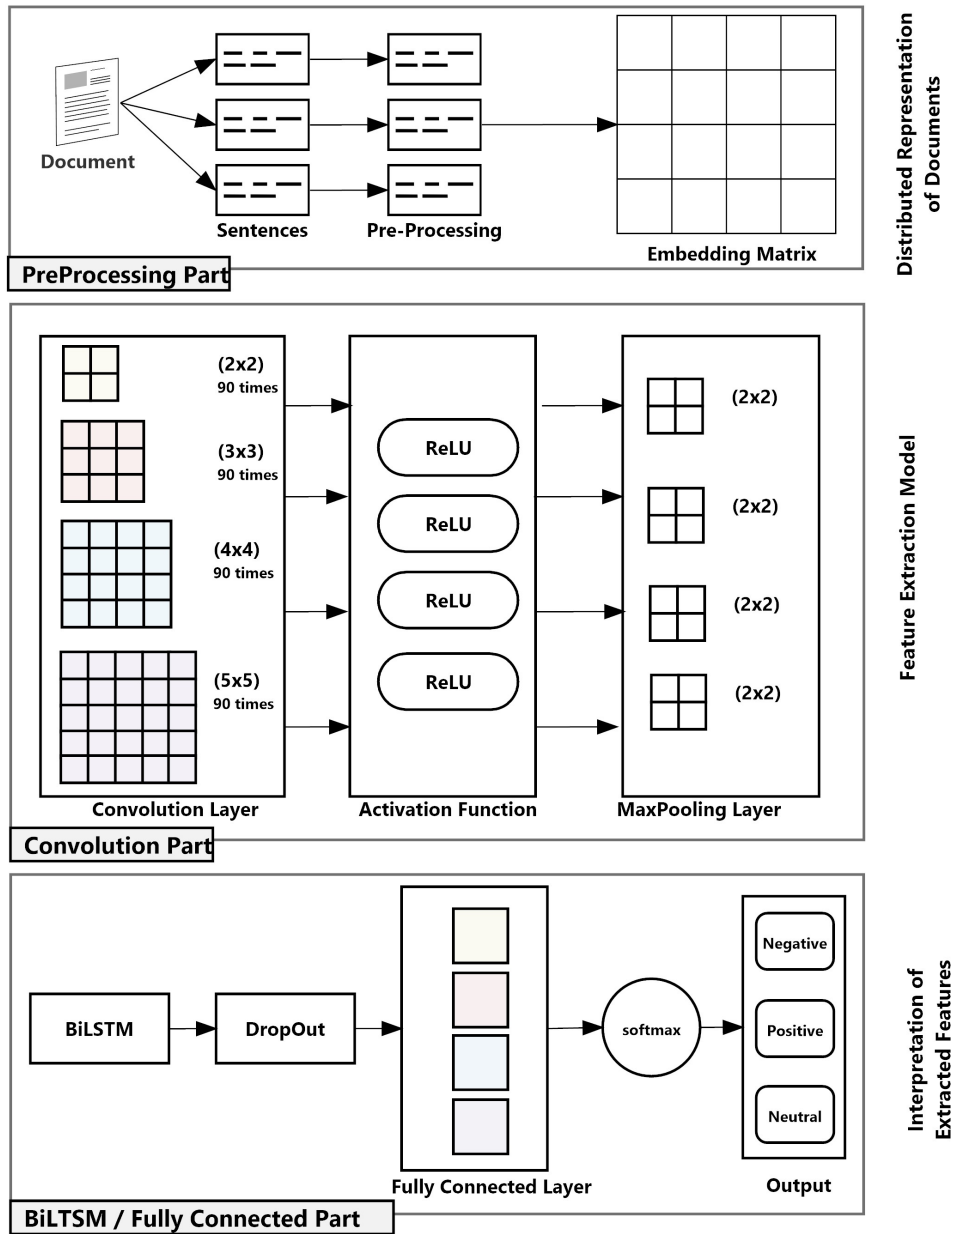 Document
Sentences
Pre-Processing
Embedding Matrix
PreProcessing Part
Distributed Representation
of Documents
(2x2)
90 times
(3x3)
90 times
(4x4)
90 times
(5x5)
90 times
Convolution Layer
ReLU
ReLU
ReLU
ReLU
Activation Function
(2x2)
(2x2)
(2x2)
(2x2)
MaxPooling Layer
Convolution Part
Feature Extraction Model
BiLSTM
DropOut
Fully Connected Layer
softmax
Negative
Positive
Neutral
Output
BiLTSM / Fully Connected Part
Interpretation of
Extracted Features